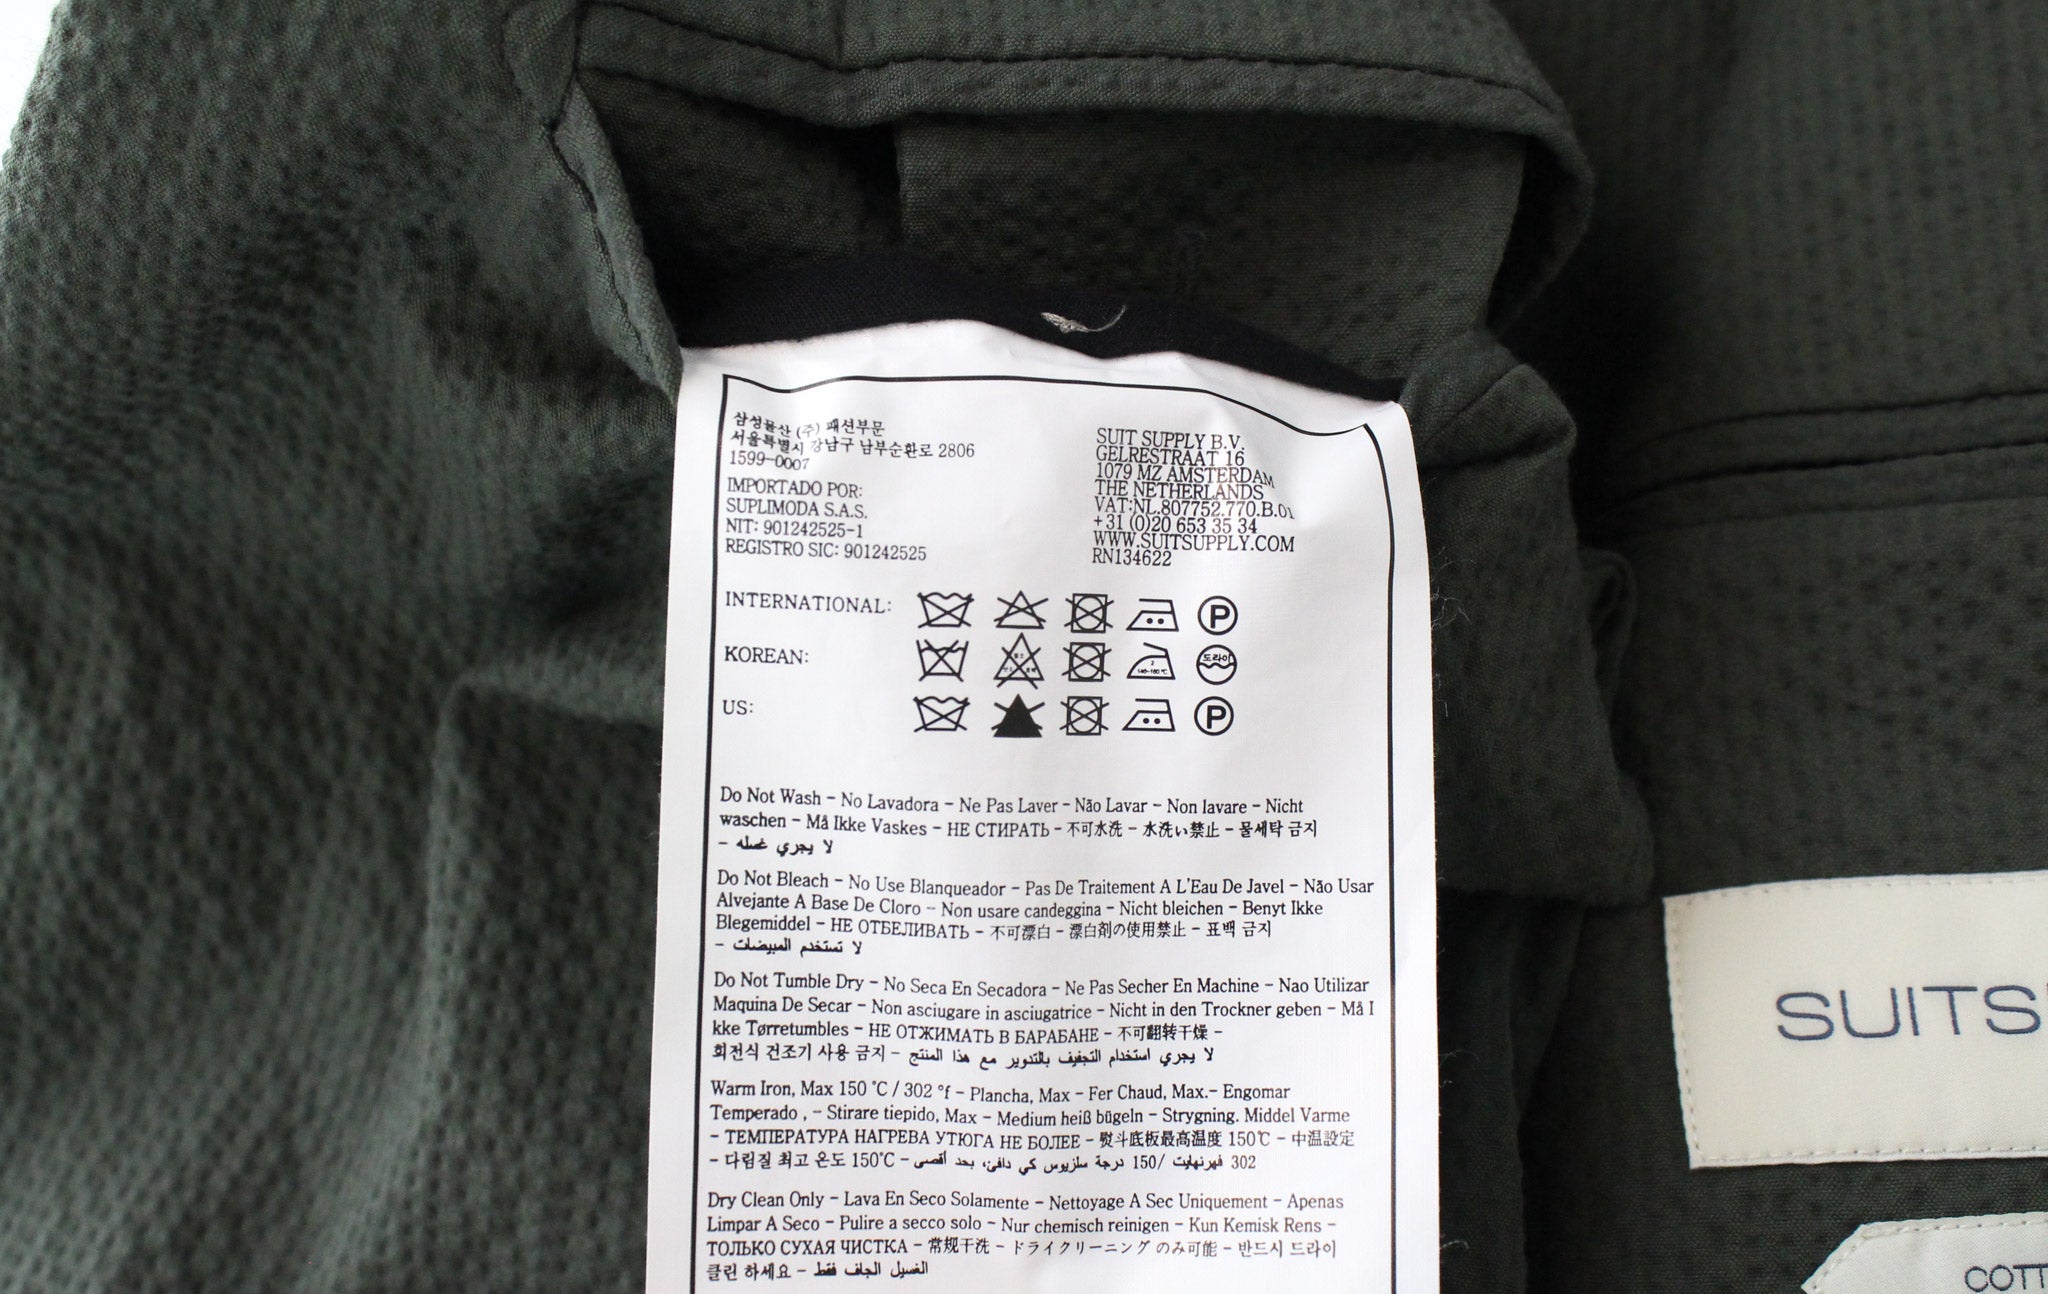 삼성물산 (주) 패션부문
서울특별시 강남구 남부순환로 2806
1599-0007
IMPORTADO POR:
SUPLIMODA S.A.S.
NIT: 901242525-1
REGISTRO SIC: 901242525
SUIT SUPPLY B.V.
GELRESTRAAT 16
1079 MZ AMSTERDAM
THE NETHERLANDS
VAT:NL.807752.770.B.01
+31 (0)20 653 35 34
WWW.SUITSUPPLY.COM
RN134622
INTERNATIONAL:
P
KOREAN:
2
140~160℃
도라이
US:
P
Do Not Wash - No Lavadora - Ne Pas Laver - Não Lavar - Non lavare - Nicht
waschen - Må Ikke Vaskes - НЕ СТИРАТЬ - 不可水洗 - 水洗い禁止 - 물세탁 금지
- لا يجري غسله
Do Not Bleach - No Use Blanqueador - Pas De Traitement A L'Eau De Javel - Não Usar
Alvejante A Base De Cloro - Non usare candeggina - Nicht bleichen - Benyt Ikke
Blegemiddel - НЕ ОТБЕЛИВАТЬ - 不可漂白 - 漂白剤の使用禁止 - 표백 금지
- لا تستخدم المبيضات
Do Not Tumble Dry - No Seca En Secadora - Ne Pas Secher En Machine - Nao Utilizar
Maquina De Secar - Non asciugare in asciugatrice - Nicht in den Trockner geben - Må I
kke Tørretumbles - НЕ ОТЖИМАТЬ В БАРАБАНЕ - 不可翻转干燥 -
회전식 건조기 사용 금지 - لا يجري استخدام التجفيف بالتدوير مع هذا المنتج
Warm Iron, Max 150 °C / 302 °f - Plancha, Max - Fer Chaud, Max.- Engomar
Temperado , - Stirare tiepido, Max - Medium heiß bügeln - Strygning. Middel Varme
- ТЕМПЕРАТУРА НАГРЕВА УТЮГА НЕ БОЛЕЕ - 熨斗底板最高温度 150℃ - 中温設定
- 다림질 최고 온도 150℃ - 302 فهرنهايت /150 درجة سلزيوس كي دافئ، بحد أقصى
Dry Clean Only - Lava En Seco Solamente - Nettoyage A Sec Uniquement - Apenas
Limpar A Seco - Pulire a secco solo - Nur chemisch reinigen - Kun Kemisk Rens -
ТОЛЬКО СУХАЯ ЧИСТКА - 常规干洗 - ドライクリーニング のみ可能 - 반드시 드라이
클린 하세요 - الغسيل الجاف فقط
SUITS
COTT